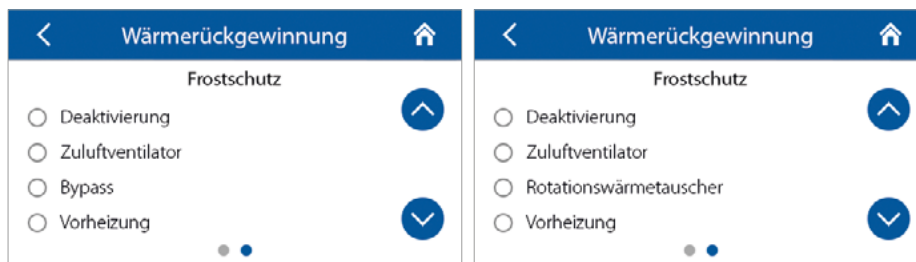 Wärmerückgewinnung
Frostschutz
Deaktivierung
Zuluftventilator
Bypass
Vorheizung
Wärmerückgewinnung
Frostschutz
Deaktivierung
Zuluftventilator
Rotationswärmetauscher
Vorheizung